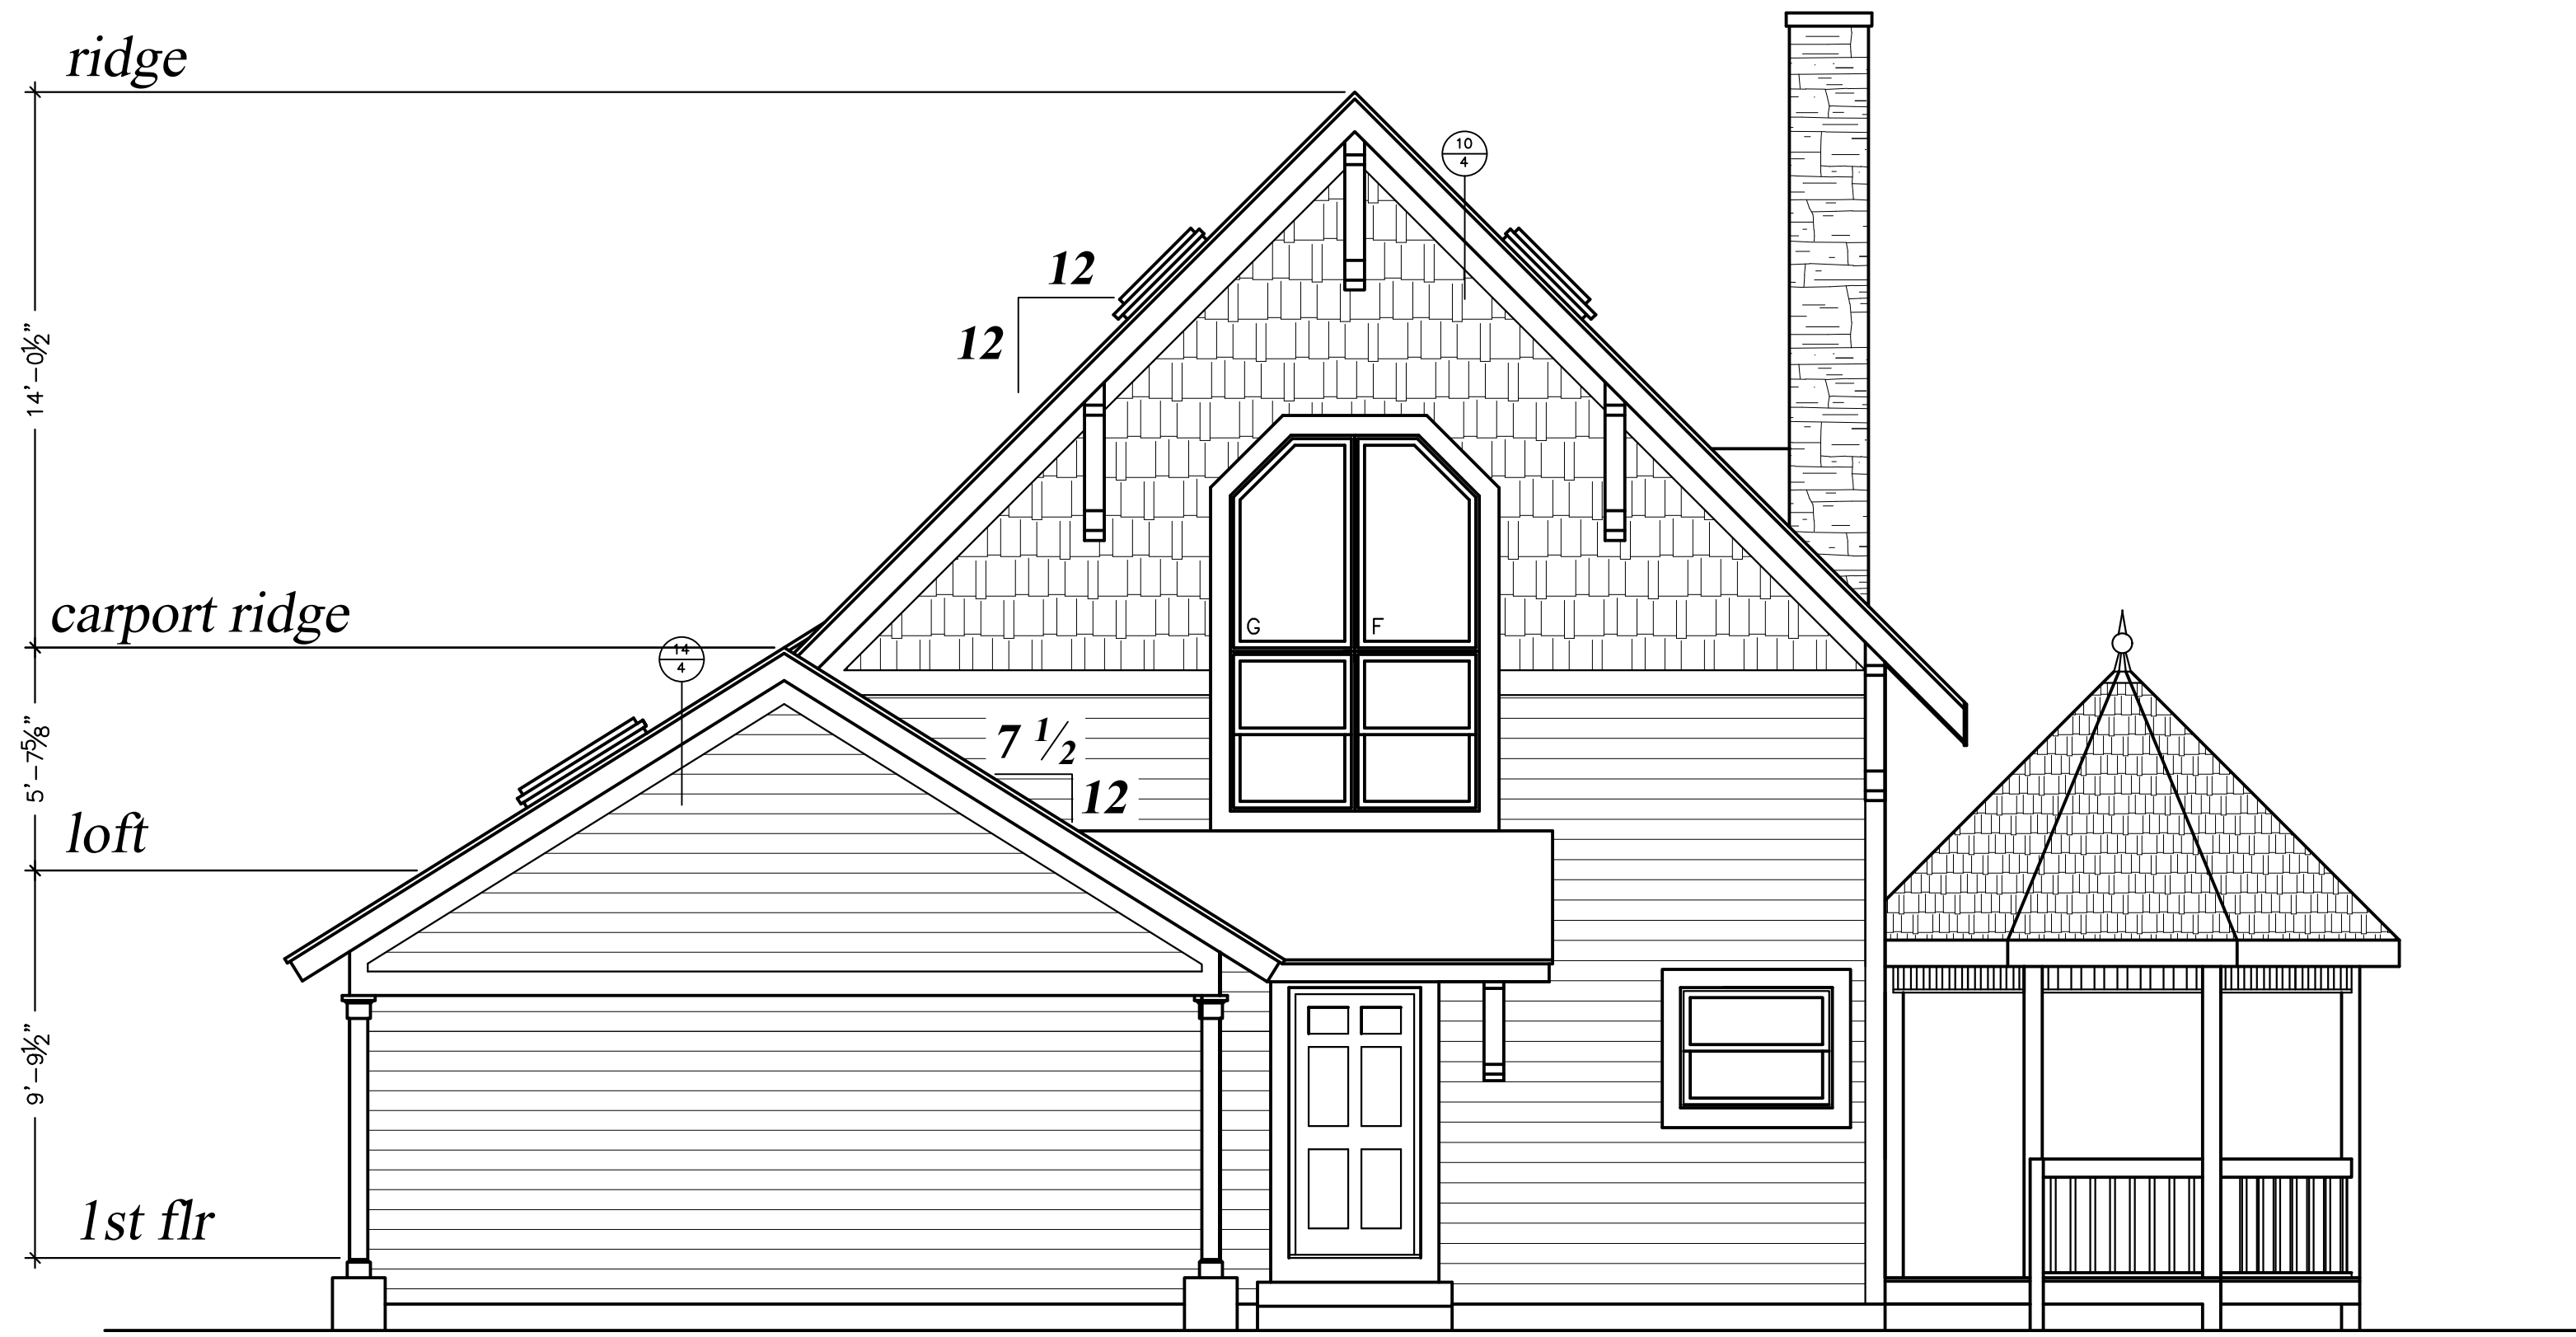 ridge
10
4
12
12
14'-0½"
carport ridge
G F
14
4
5'-7⅝"
7 ½
12
loft
9'-9½"
1st flr